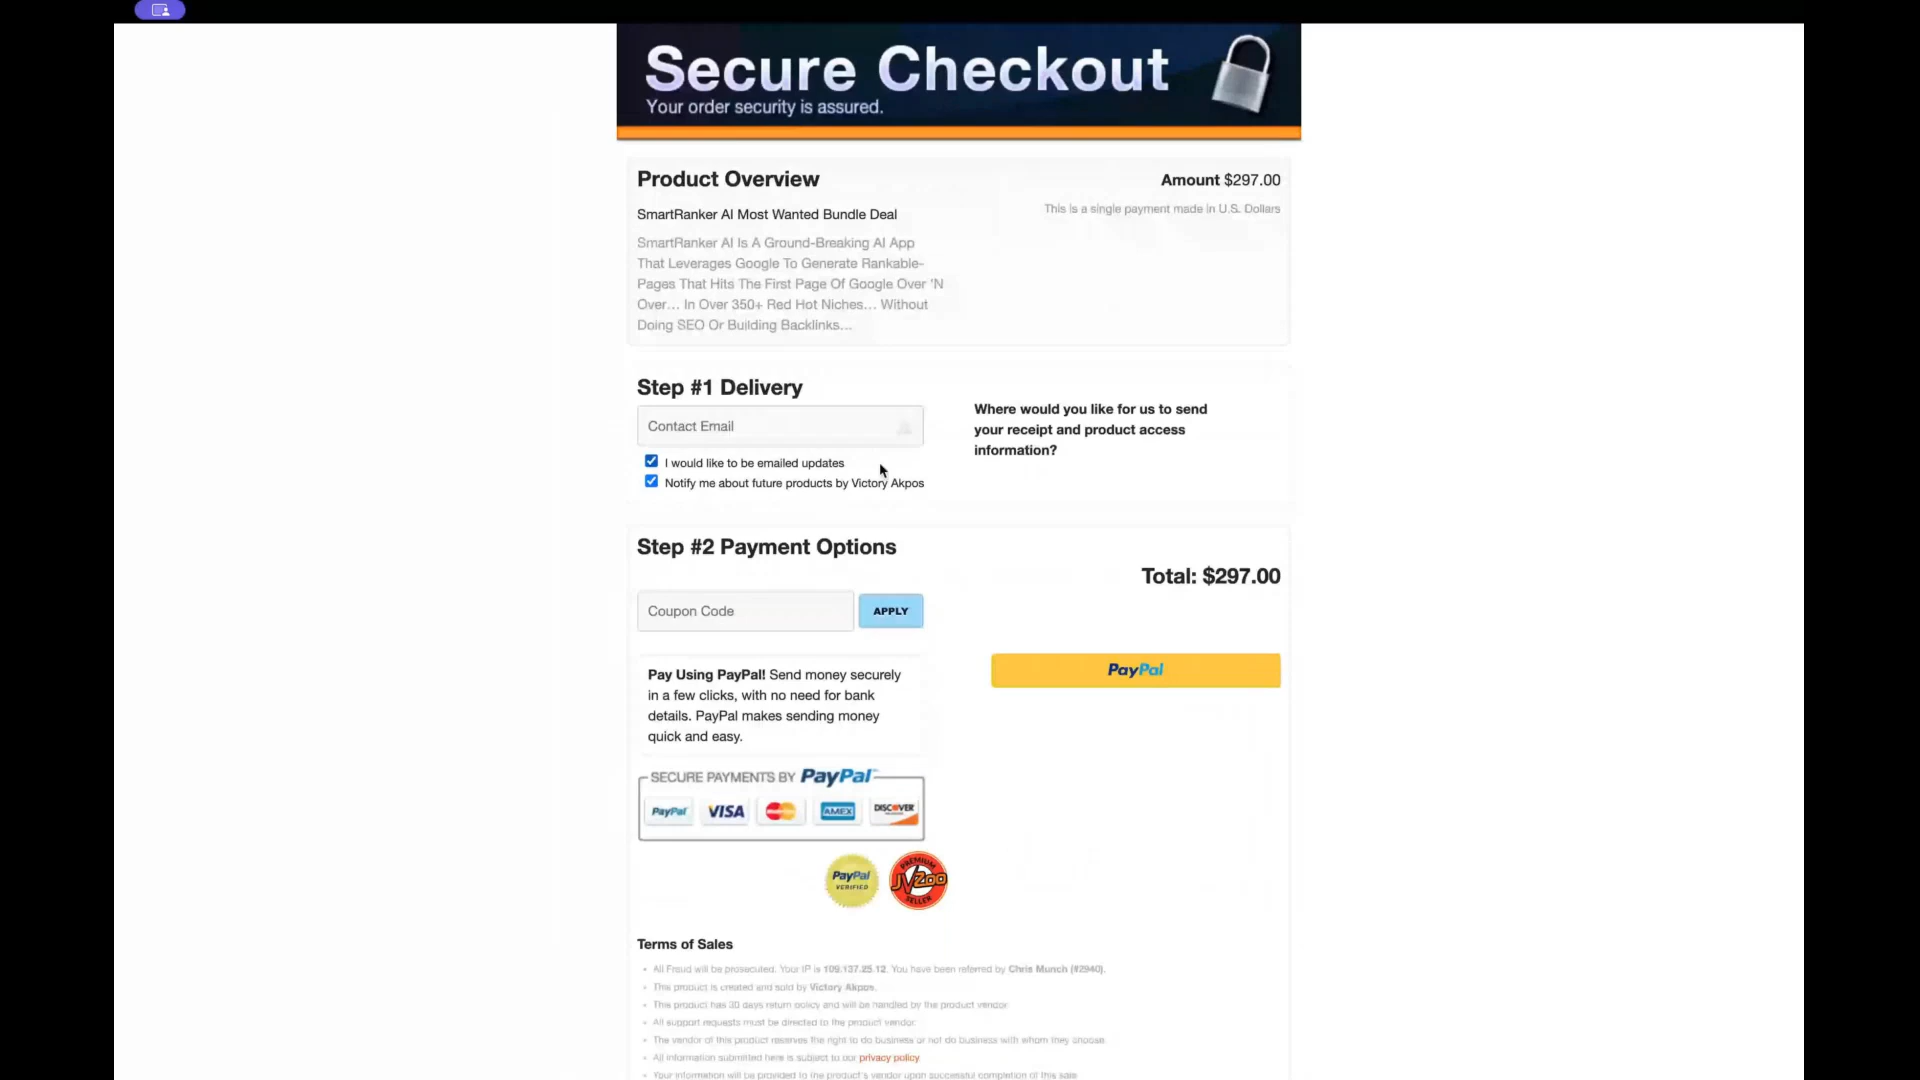 Secure Checkout
Your order security is assured.
Product Overview
Amount $297.00
SmartRanker AI Most Wanted Bundle Deal
This is a single payment made in U.S. Dollars
SmartRanker AI Is A Ground-Breaking AI App
That Leverages Google To Generate Rankable-
Pages That Hits The First Page Of Google Over 'N
Over... In Over 350+ Red Hot Niches... Without
Doing SEO Or Building Backlinks...
Step #1 Delivery
Contact Email
Where would you like for us to send
your receipt and product access
information?
I would like to be emailed updates
Notify me about future products by Victory Akpos
Step #2 Payment Options
Total: $297.00
Coupon Code
APPLY
Pay Using PayPal! Send money securely
in a few clicks, with no need for bank
details. PayPal makes sending money
quick and easy.
PayPal
SECURE PAYMENTS BY PayPal
PayPal VISA AMEX DISCOVER
PayPal VERIFIED
PREMIUM JVZoo SELLER
Terms of Sales
All Fraud will be prosecuted. Your IP is 109.137.25.12. You have been referred by Chris Munch (#2940).
This product is created and sold by Victory Akpos.
This product has 30 days return policy and will be handled by the product vendor
All support requests must be directed to the product vendor.
The vendor of this product reserves the right to do business or not do business with whom they choose.
All information submitted here is subject to our privacy policy
Your information will be provided to the product's vendor upon successful completion of this sale